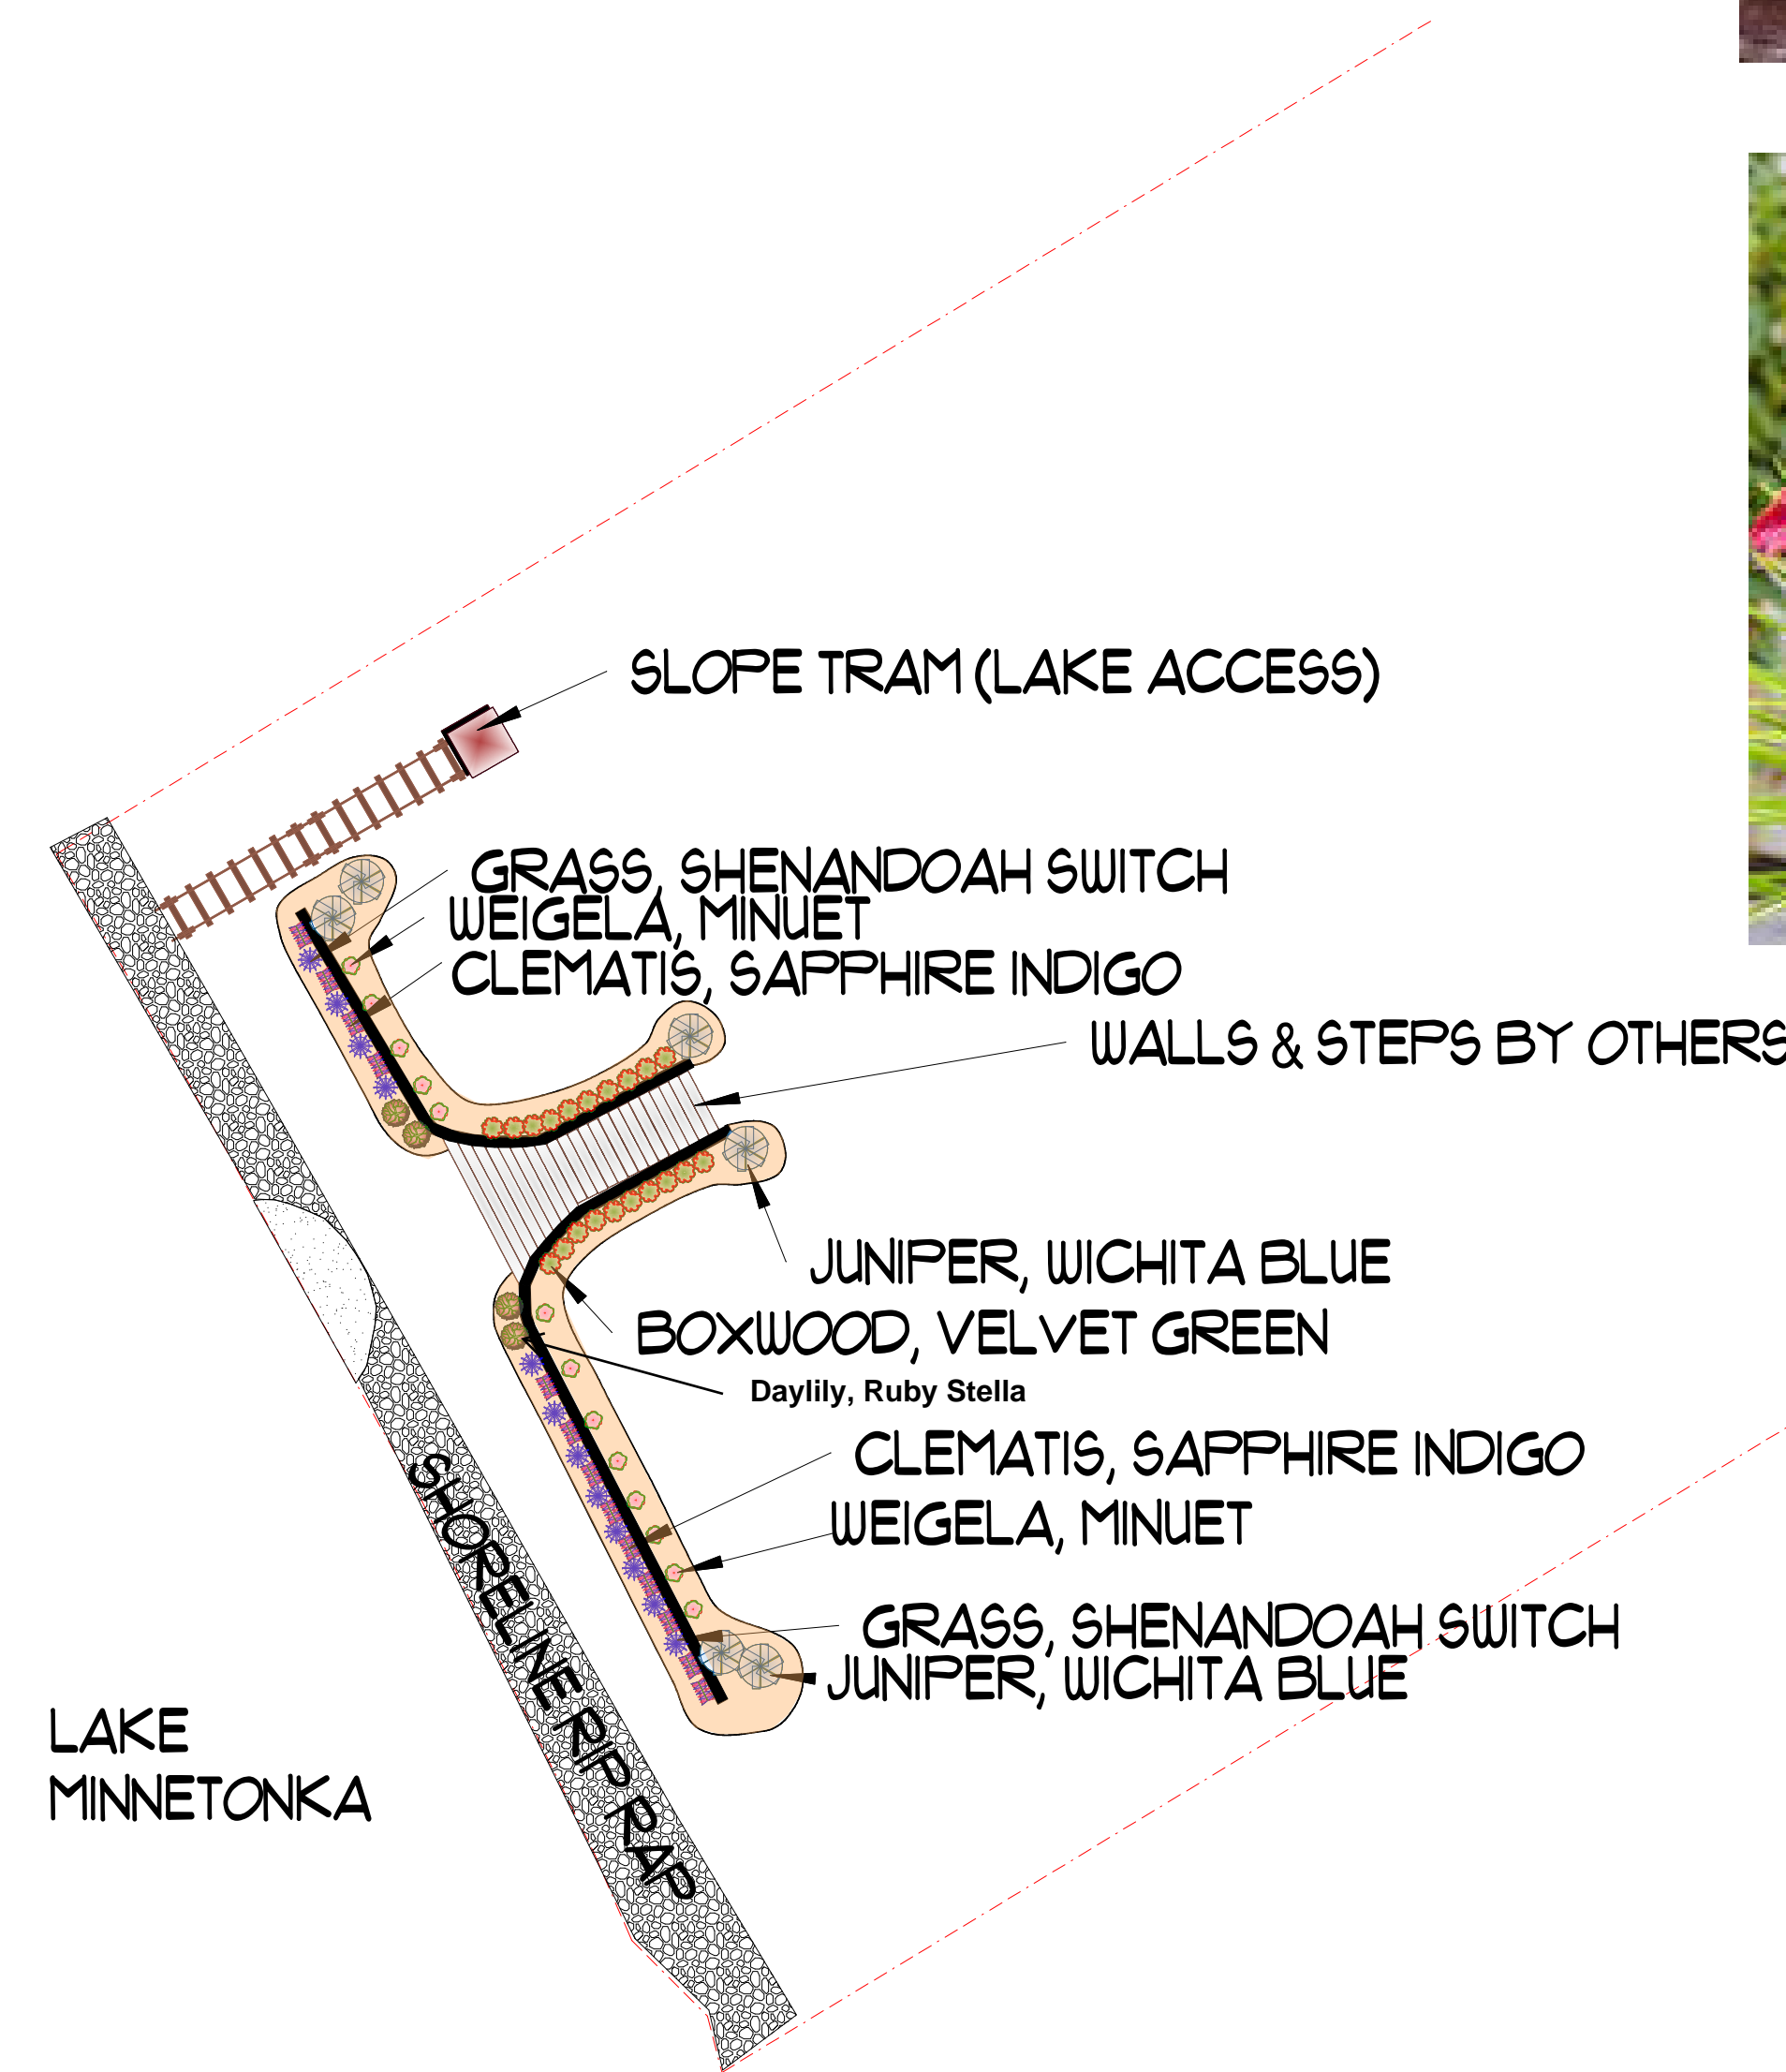 SLOPE TRAM (LAKE ACCESS)
GRASS, SHENANDOAH SWITCH
WEIGELA, MINUET
CLEMATIS, SAPPHIRE INDIGO
WALLS & STEPS BY OTHERS
JUNIPER, WICHITA BLUE
BOXWOOD, VELVET GREEN
Daylily, Ruby Stella
CLEMATIS, SAPPHIRE INDIGO
WEIGELA, MINUET
GRASS, SHENANDOAH SWITCH
JUNIPER, WICHITA BLUE
SHORELINE RIP RAP
LAKE
MINNETONKA